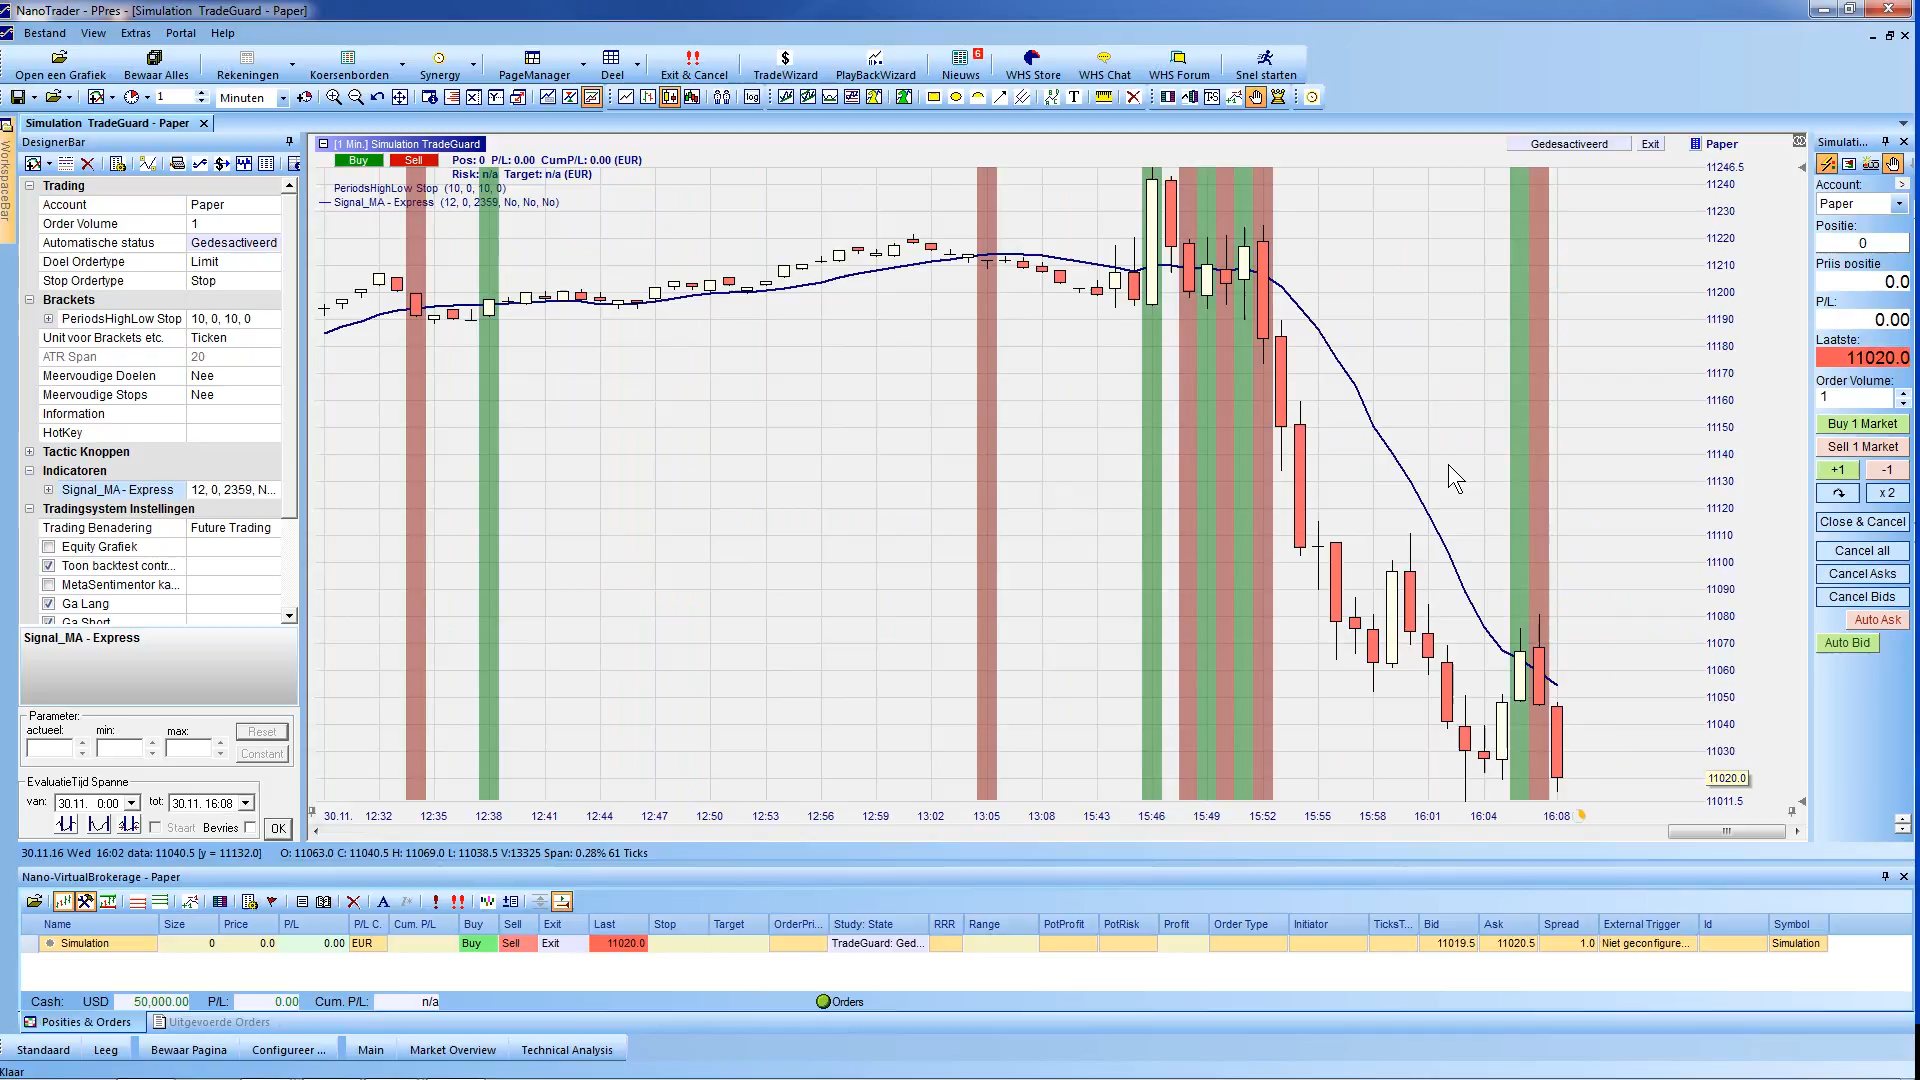 NanoTrader - PPres - [Simulation TradeGuard - Paper]
Bestand View Extras Portal Help
Open een Grafiek Bewaar Alles Rekeningen Koersenborden Synergy PageManager Deel Exit & Cancel TradeWizard PlayBackWizard Nieuws 6 WHS Store WHS Chat WHS Forum Snel starten
1 Minuten log
Simulation TradeGuard - Paper
WorkspaceBar
DesignerBar
Trading
Account Paper
Order Volume 1
Automatische status Gedesactiveerd
Doel Ordertype Limit
Stop Ordertype Stop
Brackets
PeriodsHighLow Stop 10, 0, 10, 0
Unit voor Brackets etc. Ticken
ATR Span 20
Meervoudige Doelen Nee
Meervoudige Stops Nee
Information
HotKey
Tactic Knoppen
Indicatoren
Signal_MA - Express 12, 0, 2359, N...
Tradingsystem Instellingen
Trading Benadering Future Trading
Equity Grafiek
Toon backtest contr...
MetaSentimentor ka...
Ga Lang
Ga Short
Signal_MA - Express
Parameter:
actueel: min: max: Reset
Constant
EvaluatieTijd Spanne
van: 30.11. 0:00 tot: 30.11. 16:08
Staart Bevries OK
[1 Min.] Simulation TradeGuard
Gedesactiveerd Exit Paper
Buy Sell Pos: 0 P/L: 0.00 CumP/L: 0.00 (EUR)
Risk: n/a Target: n/a (EUR)
PeriodsHighLow Stop (10, 0, 10, 0)
Signal_MA - Express (12, 0, 2359, No, No, No)
11246.5
11240
11230
11220
11210
11200
11190
11180
11170
11160
11150
11140
11130
11120
11110
11100
11090
11080
11070
11060
11050
11040
11030
11020.0
11011.5
30.11. 12:32 12:35 12:38 12:41 12:44 12:47 12:50 12:53 12:56 12:59 13:02 13:05 13:08 15:43 15:46 15:49 15:52 15:55 15:58 16:01 16:04 16:08
Simulati...
Account: >
Paper
Positie:
0
Prijs positie
0.0
P/L:
0.00
Laatste:
11020.0
Order Volume:
1
Buy 1 Market
Sell 1 Market
+1 -1
x 2
Close & Cancel
Cancel all
Cancel Asks
Cancel Bids
Auto Ask
Auto Bid
30.11.16 Wed 16:02 data: 11040.5 [y = 11132.0] O: 11063.0 C: 11040.5 H: 11069.0 L: 11038.5 V:13325 Span: 0.28% 61 Ticks
Nano-VirtualBrokerage - Paper
Name Size Price P/L P/L C. Cum. P/L Buy Sell Exit Last Stop Target OrderPri... Study: State RRR Range PotProfit PotRisk Profit Order Type Initiator TicksT... Bid Ask Spread External Trigger Id Symbol
Simulation 0 0.0 0.00 EUR Buy Sell Exit 11020.0 TradeGuard: Ged... 11019.5 11020.5 1.0 Niet geconfigure... Simulation
Cash: USD 50,000.00 P/L: 0.00 Cum. P/L: n/a Orders
Posities & Orders Uitgevoerde Orders
Standaard Leeg Bewaar Pagina Configureer ... Main Market Overview Technical Analysis
Klaar